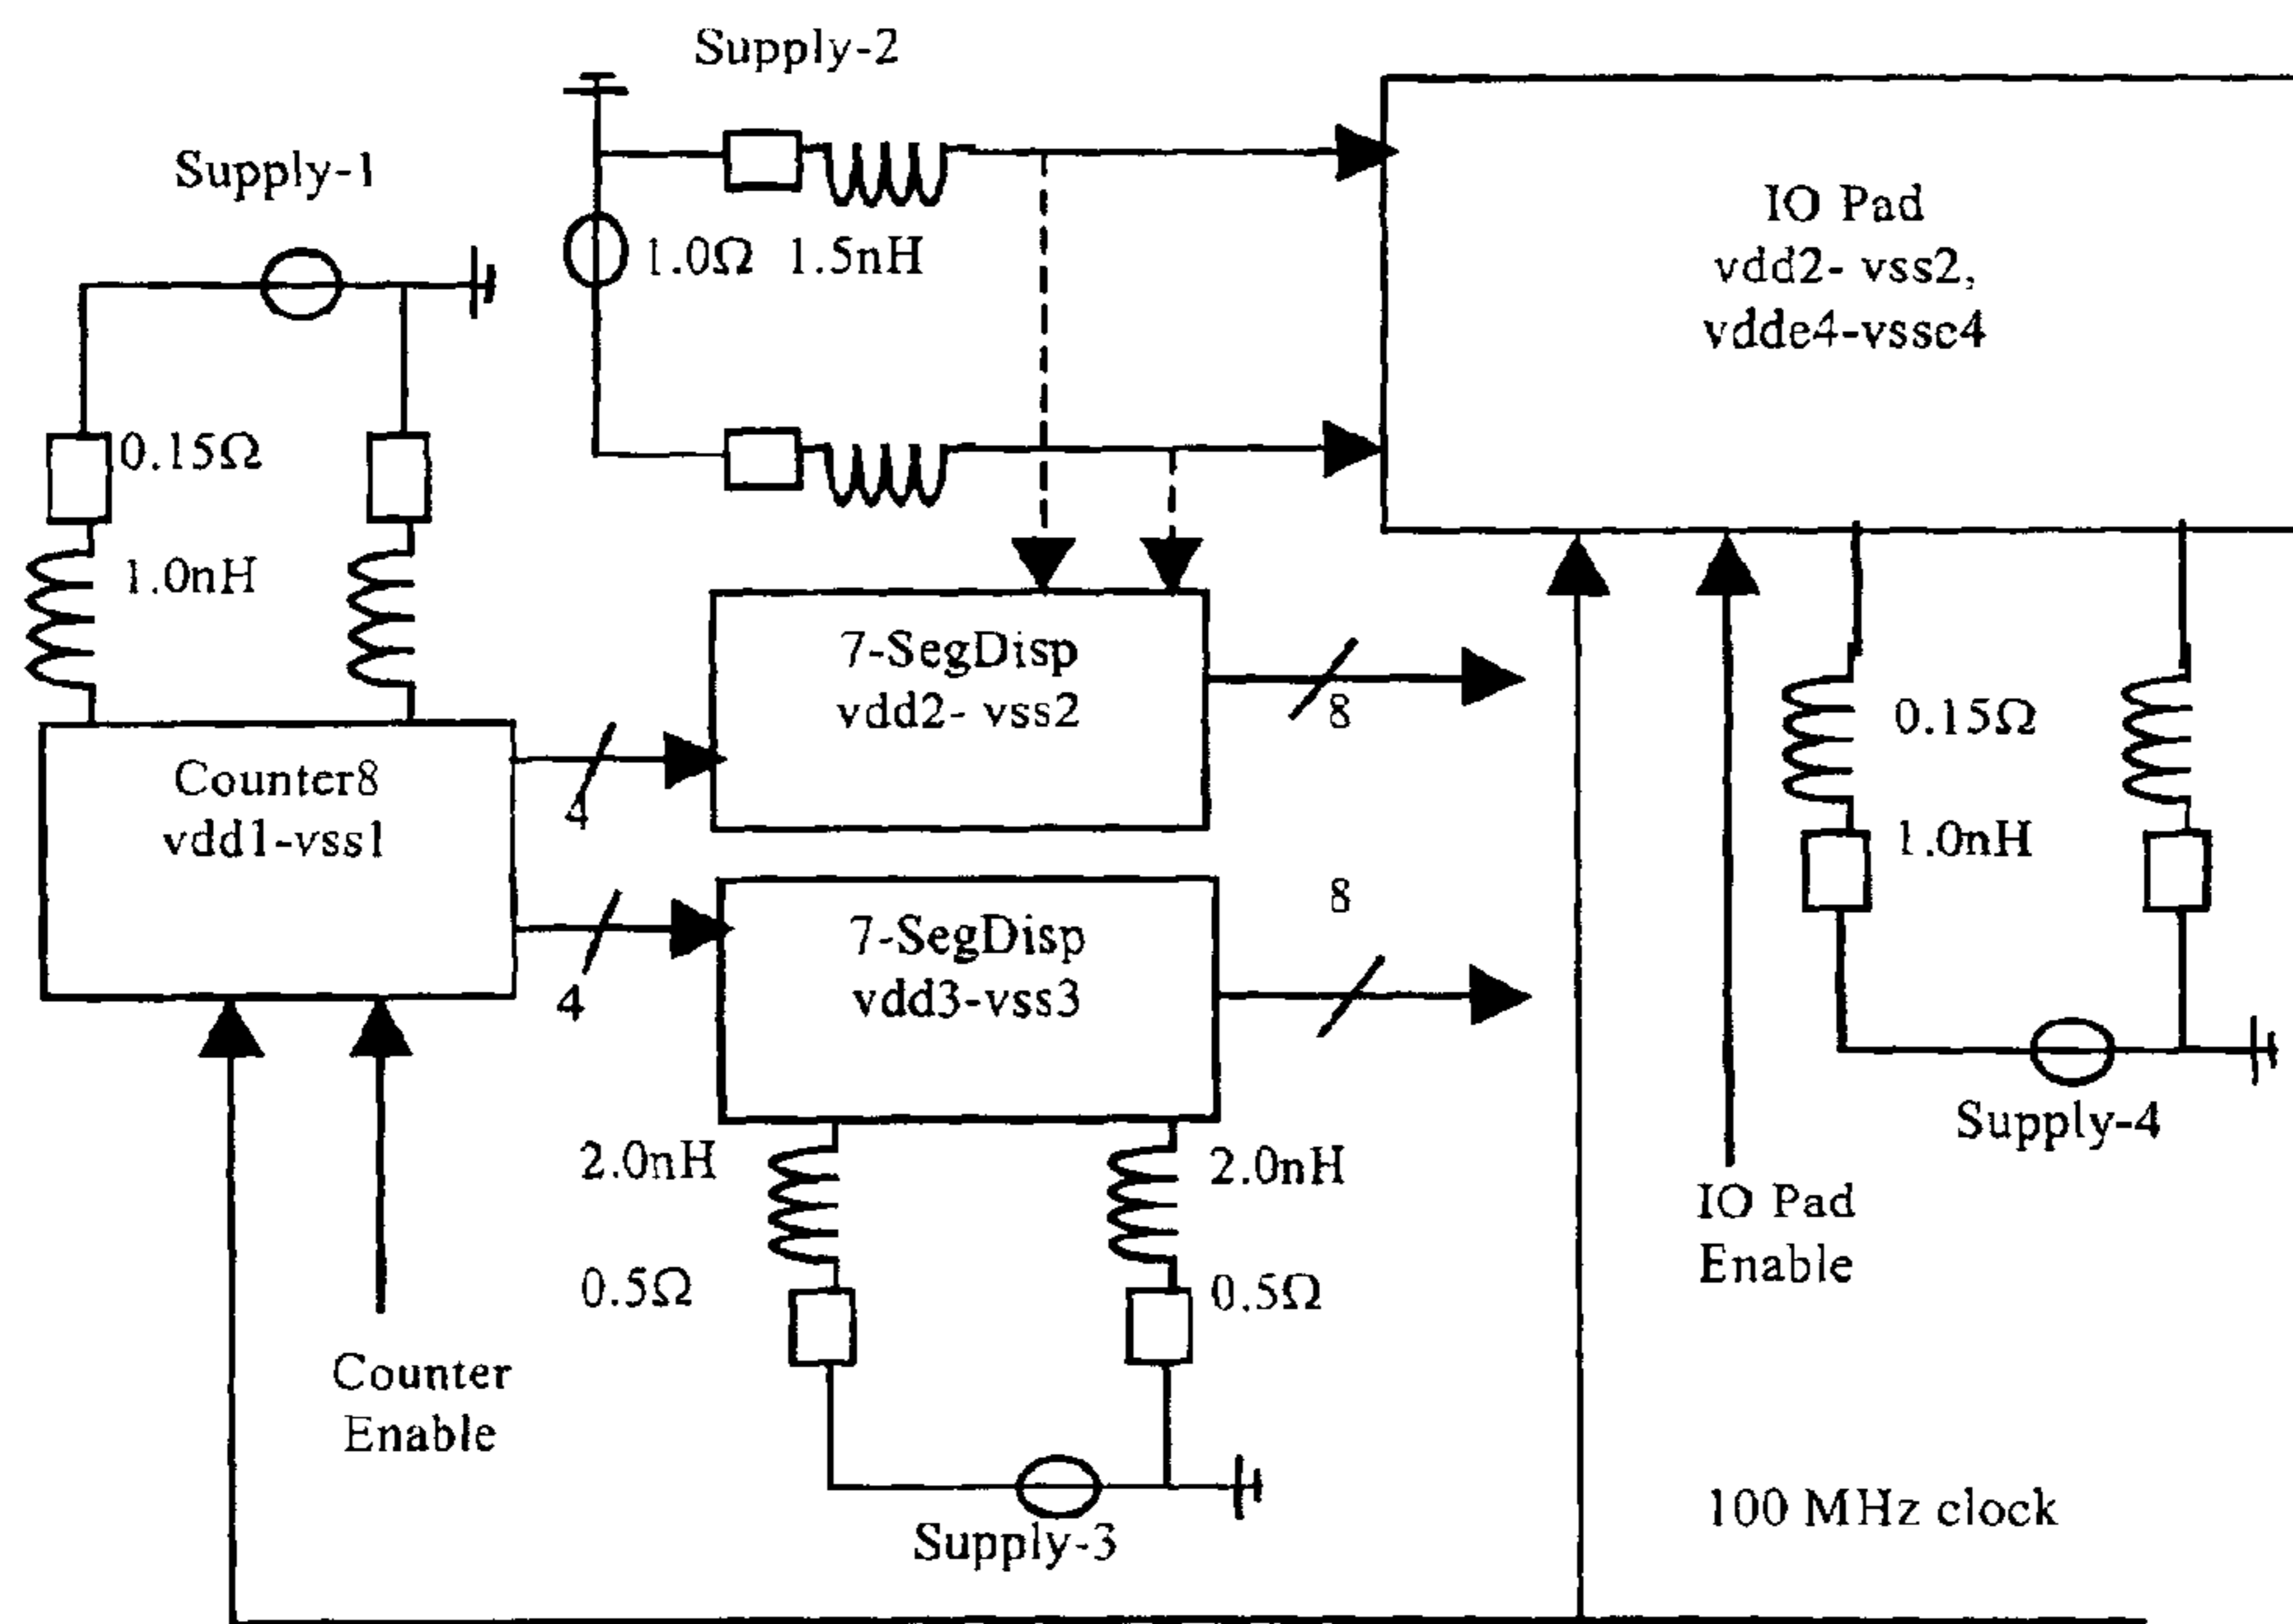 Supply-2
Supply-1
1.0Ω 1.5nH
IO Pad
vdd2- vss2,
vdde4-vsse4
0.15Ω
1.0nH
7-SegDisp
vdd2- vss2
8
0.15Ω
1.0nH
Counter8
vdd1-vss1
4
4
7-SegDisp
vdd3-vss3
8
2.0nH
2.0nH
0.5Ω
0.5Ω
Supply-4
IO Pad
Enable
Counter
Enable
Supply-3
100 MHz clock